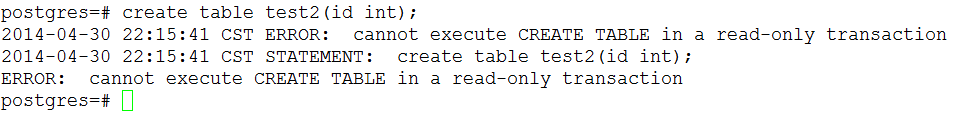 postgres=# create table test2(id int);
2014-04-30 22:15:41 CST ERROR:  cannot execute CREATE TABLE in a read-only transaction
2014-04-30 22:15:41 CST STATEMENT:  create table test2(id int);
ERROR:  cannot execute CREATE TABLE in a read-only transaction
postgres=#